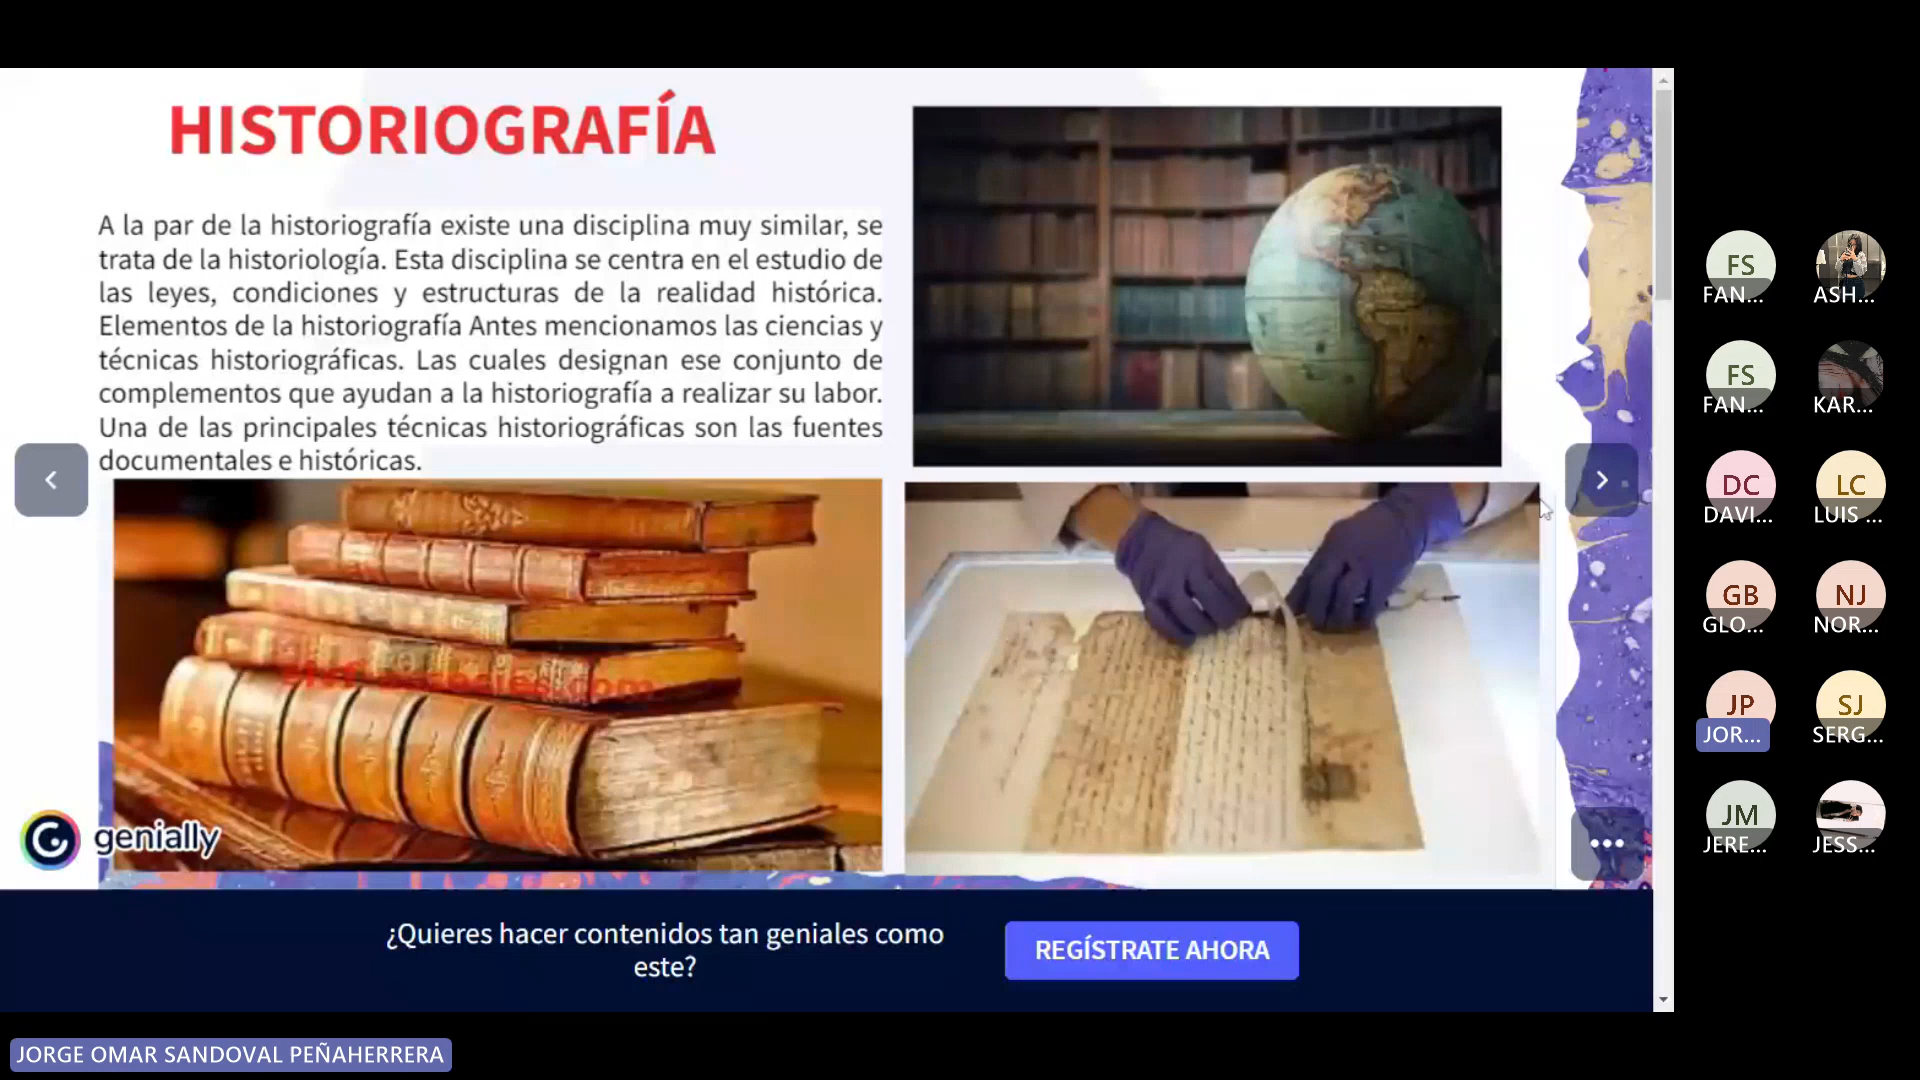 HISTORIOGRAFÍA
A la par de la historiografía existe una disciplina muy similar, se
trata de la historiología. Esta disciplina se centra en el estudio de
las leyes, condiciones y estructuras de la realidad histórica.
Elementos de la historiografía Antes mencionamos las ciencias y
técnicas historiográficas. Las cuales designan ese conjunto de
complementos que ayudan a la historiografía a realizar su labor.
Una de las principales técnicas historiográficas son las fuentes
documentales e históricas.
genially
¿Quieres hacer contenidos tan geniales como
este?
REGÍSTRATE AHORA
JORGE OMAR SANDOVAL PEÑAHERRERA
FS
FAN...
ASH...
FS
FAN...
KAR...
DC
DAVI...
LC
LUIS ...
GB
GLO...
NJ
NOR...
JP
JOR...
SJ
SERG...
JM
JERE...
JESS...